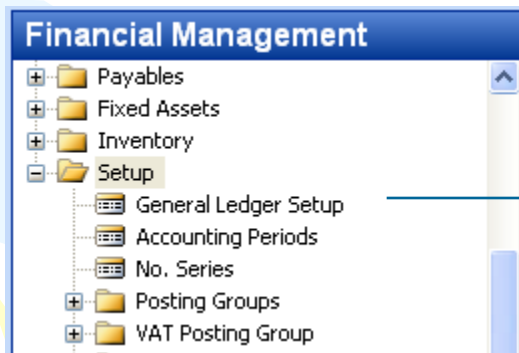 Financial Management
Payables
Fixed Assets
Inventory
Setup
General Ledger Setup
Accounting Periods
No. Series
Posting Groups
VAT Posting Group